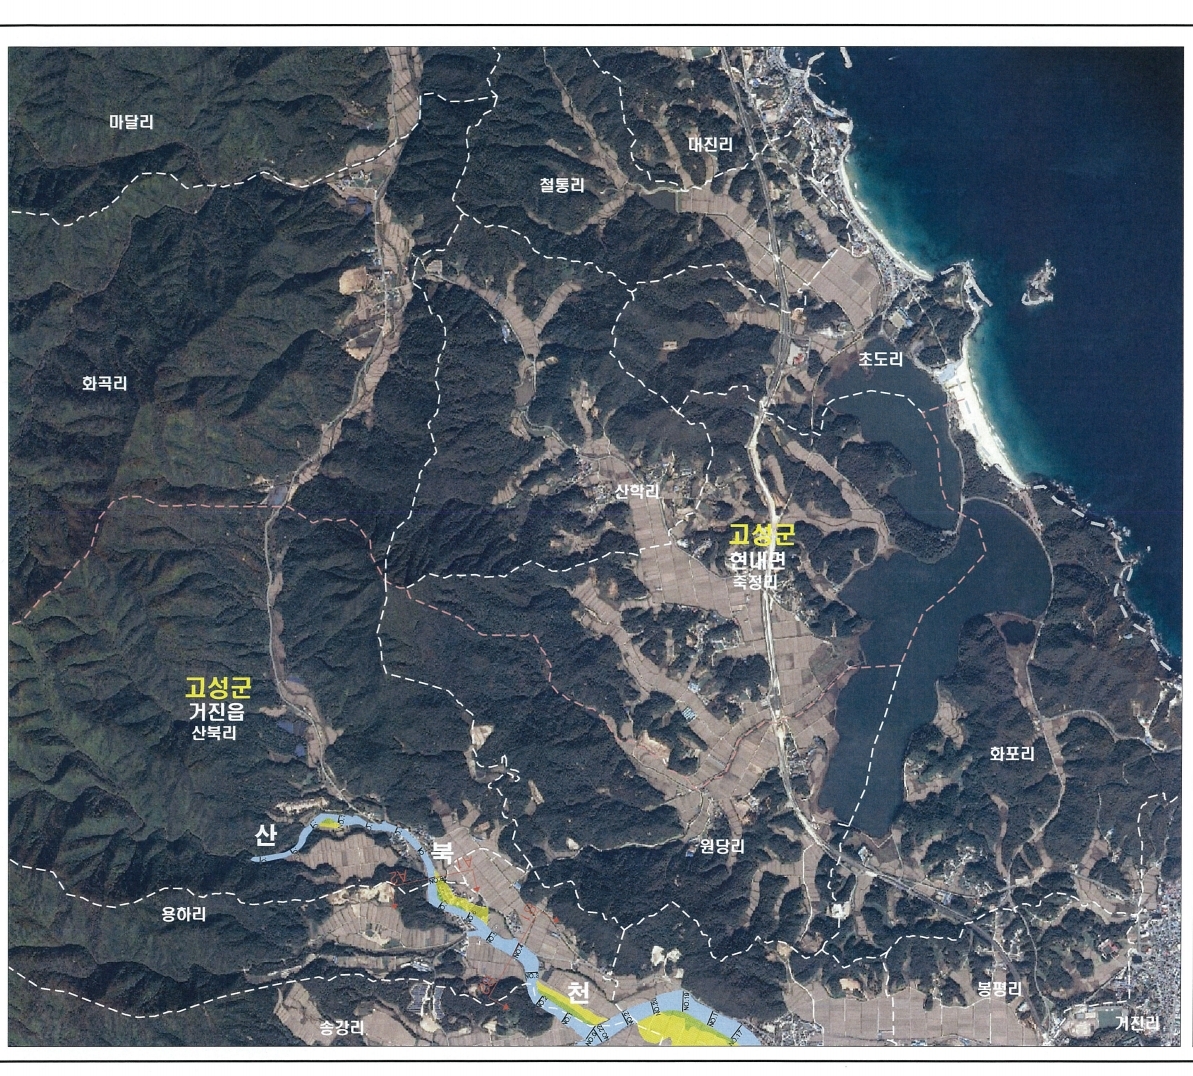 마달리
대진리
철통리
초도리
화곡리
산학리
고성군
현내면
죽정리
고성군
거진읍
산북리
화포리
산
북
원당리
용하리
천
봉평리
송강리
거진리